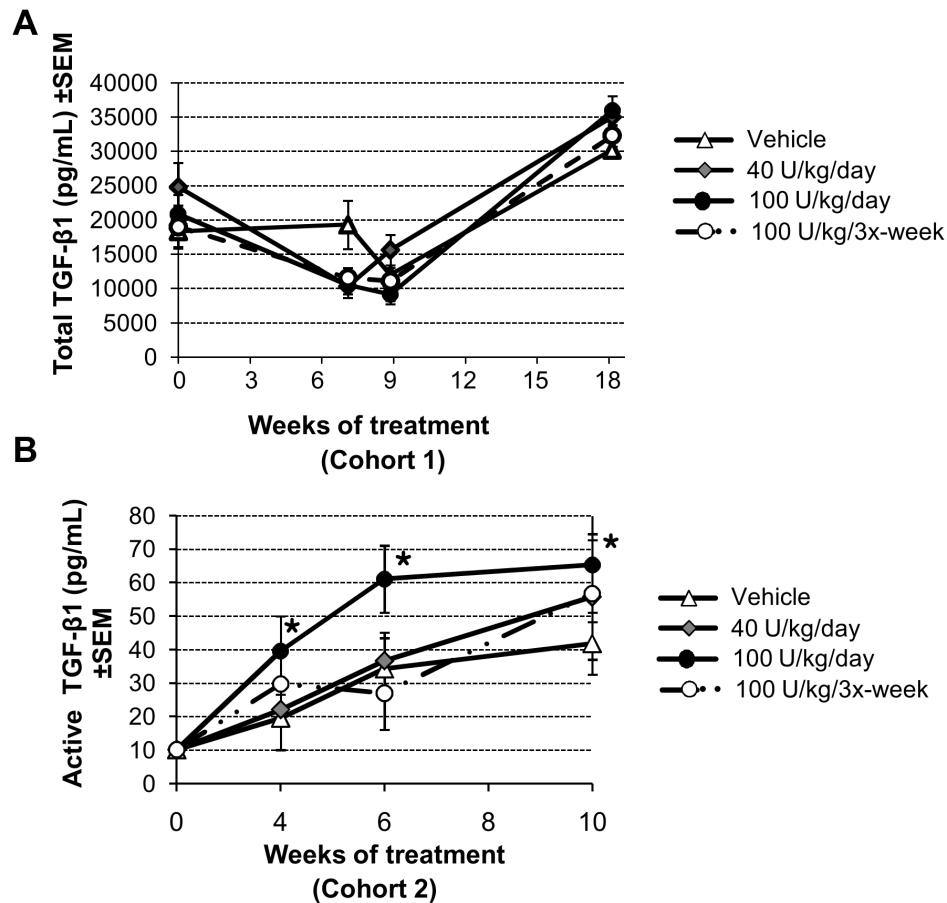 A
Total TGF-β1 (pg/mL) ±SEM
40000
35000
30000
25000
20000
15000
10000
5000
0
0 3 6 9 12 15 18
Weeks of treatment
(Cohort 1)
Vehicle
40 U/kg/day
100 U/kg/day
100 U/kg/3x-week
B
Active TGF-β1 (pg/mL)
±SEM
80
70
60
50
40
30
20
10
0
* * *
0 4 6 8 10
Weeks of treatment
(Cohort 2)
Vehicle
40 U/kg/day
100 U/kg/day
100 U/kg/3x-week